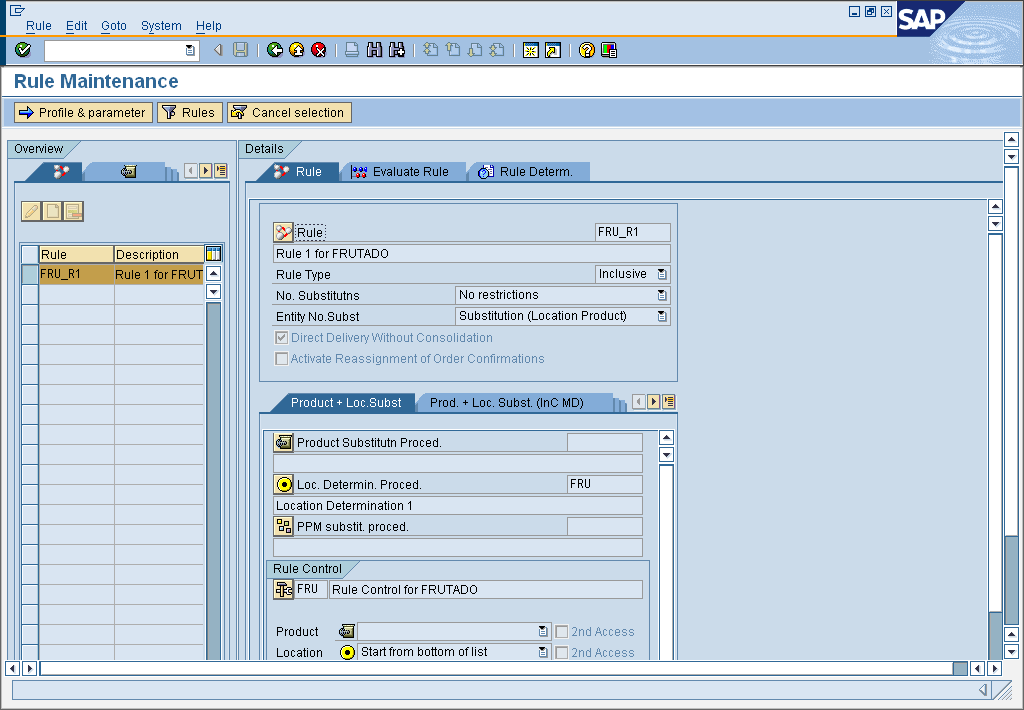 Rule Edit Goto System Help
SAP
Rule Maintenance
Profile & parameter Rules Cancel selection
Overview
Rule Description
FRU_R1 Rule 1 for FRUT
Details
Rule Evaluate Rule Rule Determ.
Rule FRU_R1
Rule 1 for FRUTADO
Rule Type Inclusive
No. Substitutns No restrictions
Entity No.Subst Substitution (Location Product)
Direct Delivery Without Consolidation
Activate Reassignment of Order Confirmations
Product + Loc.Subst Prod. + Loc. Subst. (InC MD)
Product Substitutn Proced.
Loc. Determin. Proced. FRU
Location Determination 1
PPM substit. proced.
Rule Control
FRU Rule Control for FRUTADO
Product 2nd Access
Location Start from bottom of list 2nd Access